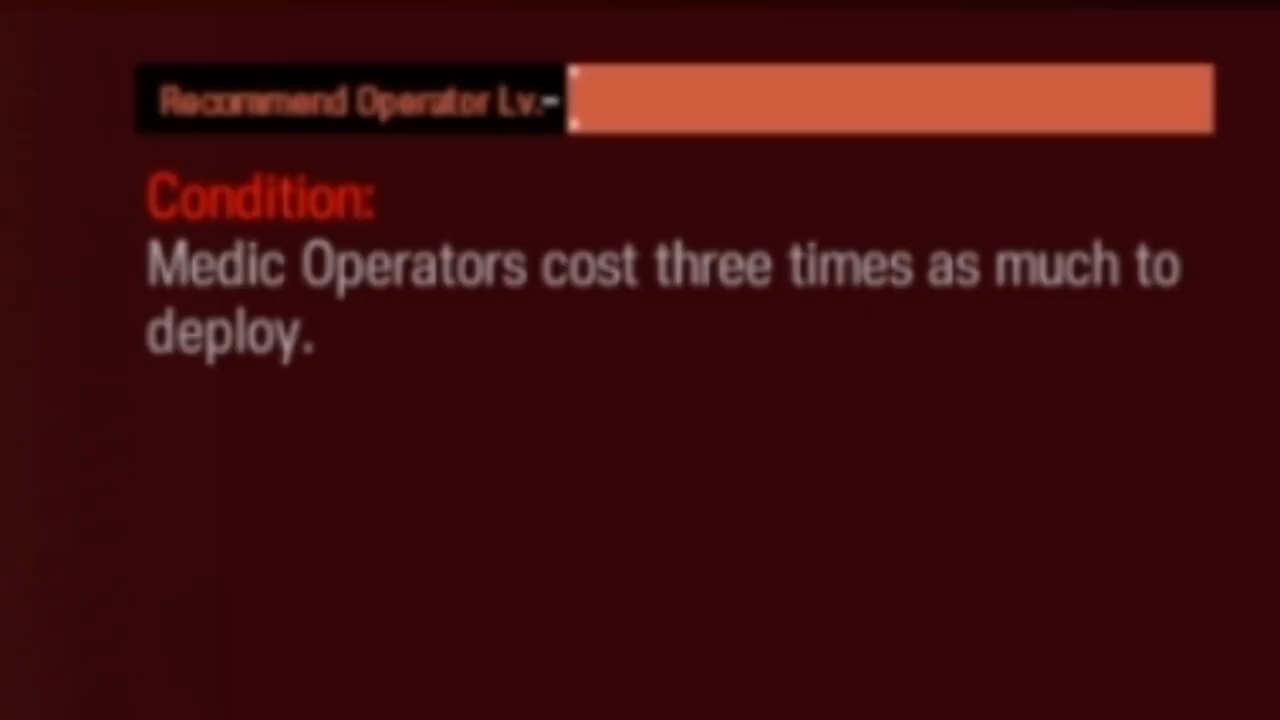 Recommend Operator Lv.-
Condition:
Medic Operators cost three times as much to
deploy.